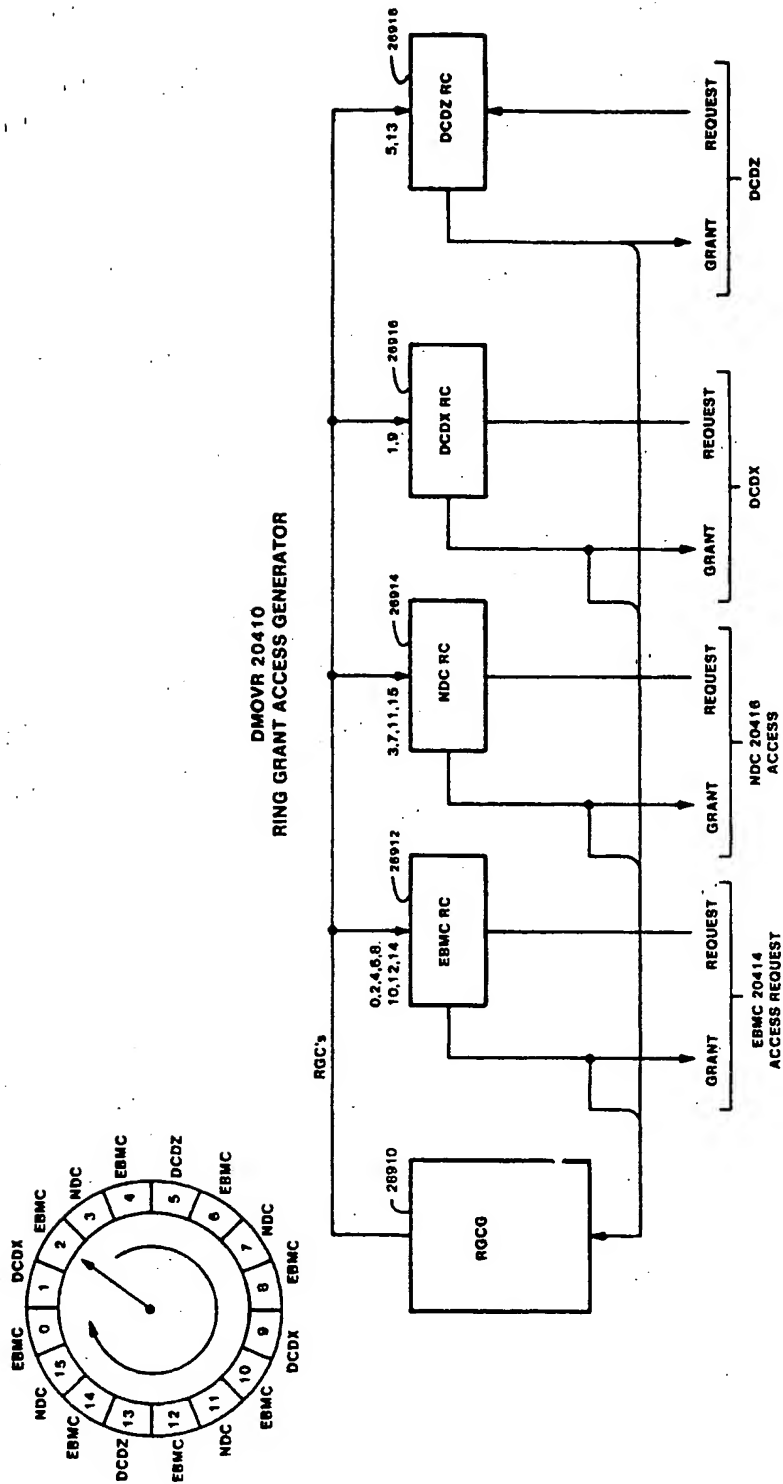 DMOVR 20410
RING GRANT ACCESS GENERATOR
EBMC
DCDX
EBMC
NDC
EBMC
DCDZ
EBMC
NDC
EBMC
DCDX
EBMC
NDC
EBMC
DCDZ
EBMC
NDC
0
1
2
3
4
5
6
7
8
9
10
11
12
13
14
15
RGC's
28910
RGCG
0,2,4,6,8.
10,12,14
26912
EBMC RC
3,7,11,15
26914
NDC RC
1,9
26916
DCDX RC
5,13
26918
DCDZ RC
GRANT
REQUEST
EBMC 20414
ACCESS REQUEST
GRANT
REQUEST
NDC 20416
ACCESS
GRANT
REQUEST
DCDX
GRANT
REQUEST
DCDZ